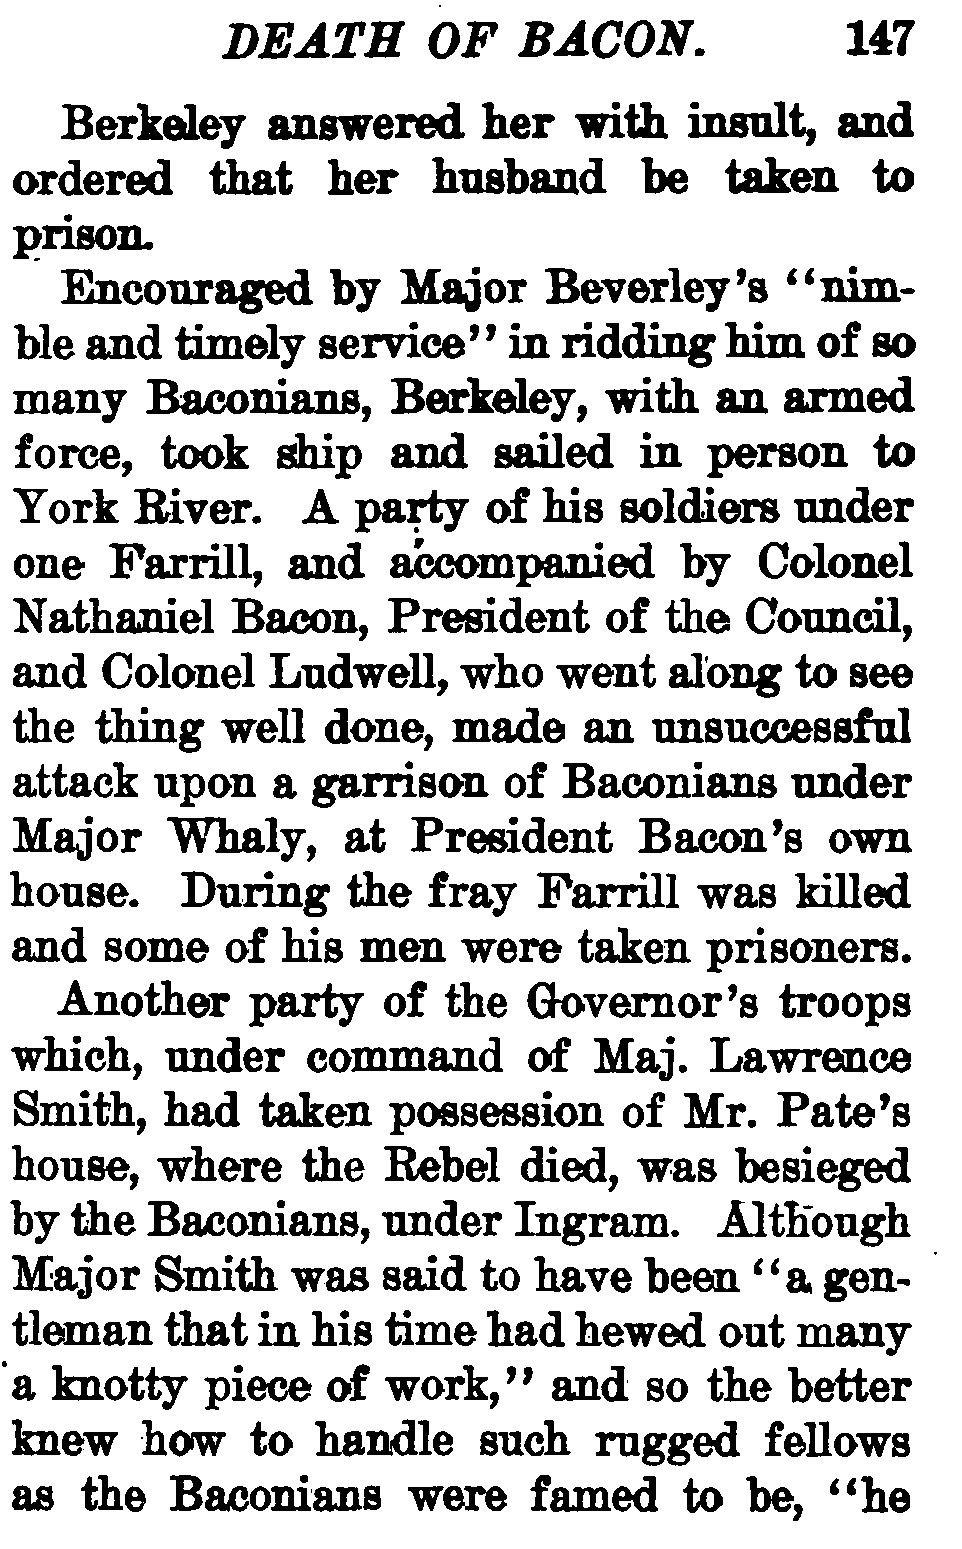 DEATH OF BACON. 147
Berkeley answered her with insult, and
ordered that her husband be taken to
prison.
Encouraged by Major Beverley's "nim-
ble and timely service" in ridding him of so
many Baconians, Berkeley, with an armed
force, took ship and sailed in person to
York River. A party of his soldiers under
one Farrill, and accompanied by Colonel
Nathaniel Bacon, President of the Council,
and Colonel Ludwell, who went along to see
the thing well done, made an unsuccessful
attack upon a garrison of Baconians under
Major Whaly, at President Bacon's own
house. During the fray Farrill was killed
and some of his men were taken prisoners.
Another party of the Governor's troops
which, under command of Maj. Lawrence
Smith, had taken possession of Mr. Pate's
house, where the Rebel died, was besieged
by the Baconians, under Ingram. Although
Major Smith was said to have been "a gen-
tleman that in his time had hewed out many
a knotty piece of work," and so the better
knew how to handle such rugged fellows
as the Baconians were famed to be, "he